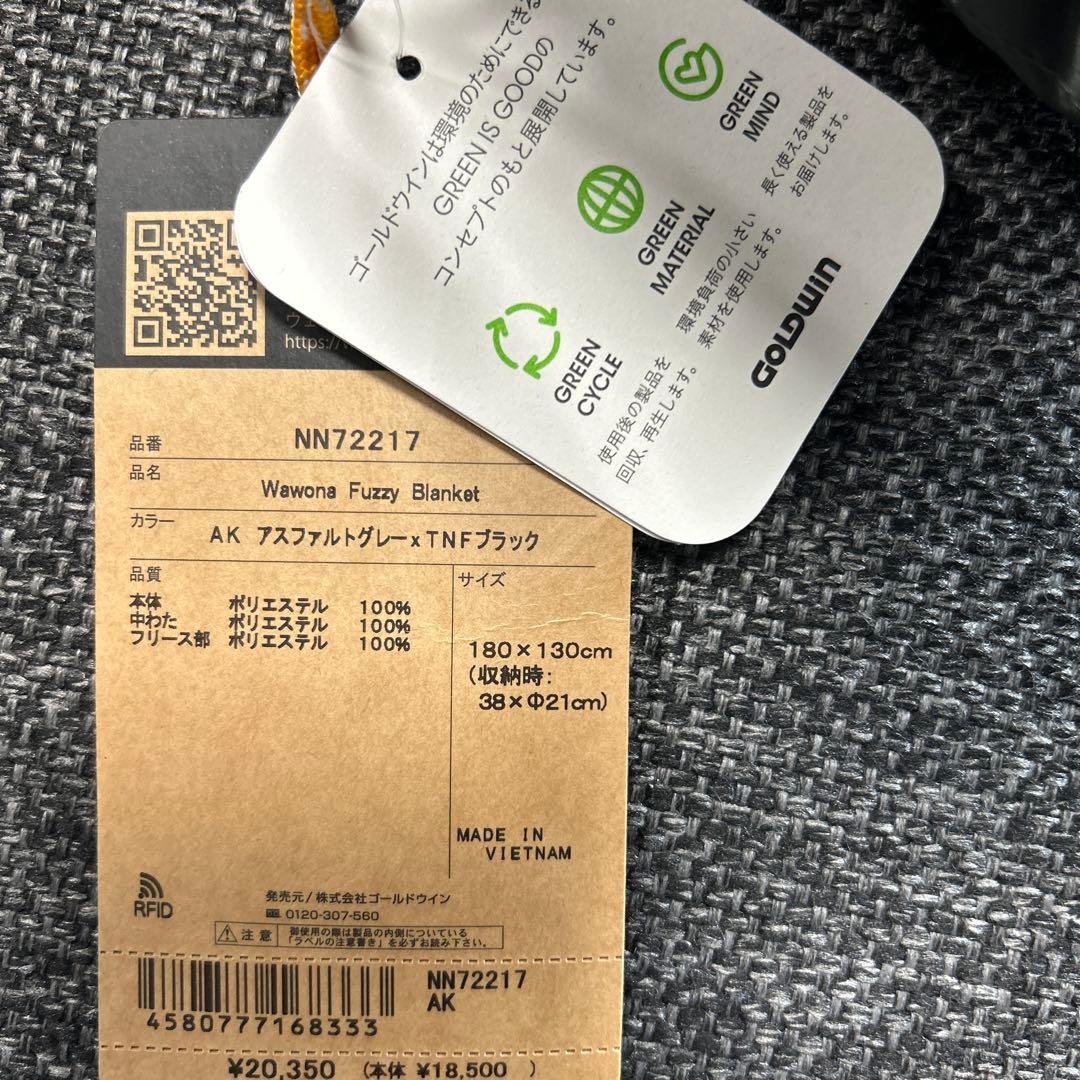 ゴールドウインは環境のためにできる
GREEN IS GOODの
コンセプトのもと展開しています。
GREEN
MIND
長く使える製品を
お届けします。
GREEN
MATERIAL
環境負荷の小さい
素材を使用します。
GREEN
CYCLE
使用後の製品を
回収、再生します。
GOLDWIN
ウェ
https://
品番 NN72217
品名
Wawona Fuzzy Blanket
カラー
AK アスファルトグレーxTNFブラック
品質
本体 ポリエステル 100%
中わた ポリエステル 100%
フリース部 ポリエステル 100%
サイズ
180×130cm
(収納時:
38×Φ21cm)
MADE IN
VIETNAM
RFID
発売元/株式会社ゴールドウイン
0120-307-560
注意
御使用の際は製品の内側についている
「ラベルの注意書き」を必ずお読み下さい。
4580777168333
NN72217
AK
¥20,350 (本体 ¥18,500 )